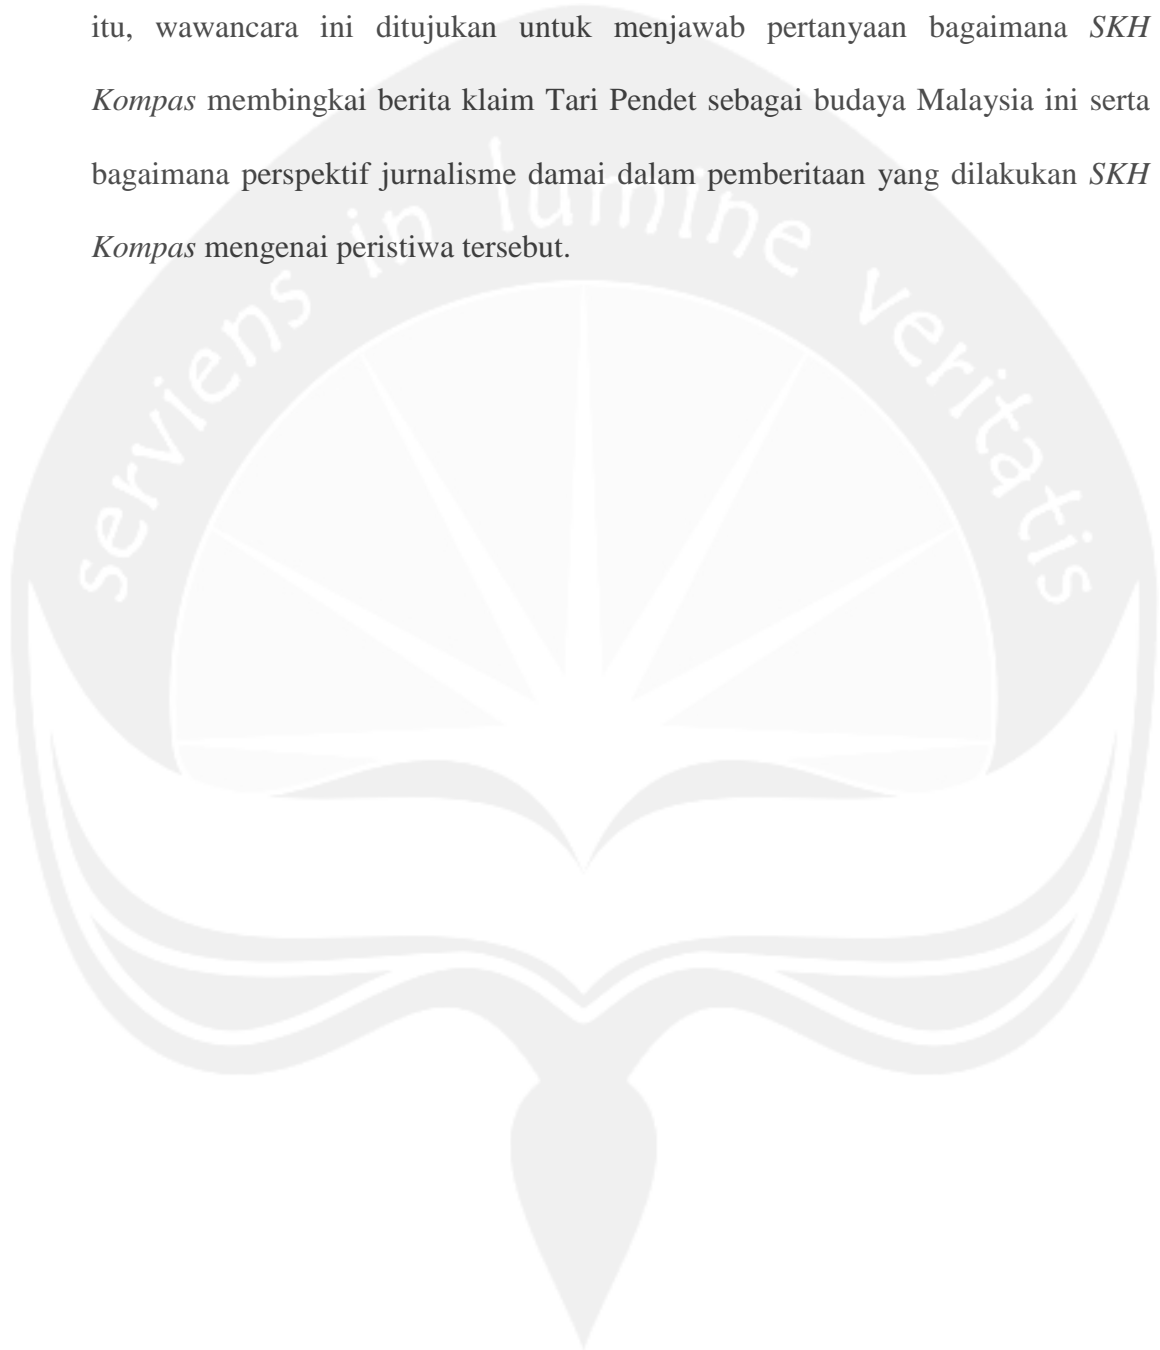 itu, wawancara ini ditujukan untuk menjawab pertanyaan bagaimana SKH
Kompas membingkai berita klaim Tari Pendet sebagai budaya Malaysia ini serta
bagaimana perspektif jurnalisme damai dalam pemberitaan yang dilakukan SKH
Kompas mengenai peristiwa tersebut.
serviens in lumine veritatis